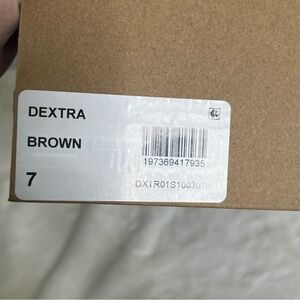 DEXTRA
BROWN
197369417935
7
DXTR01S1003070